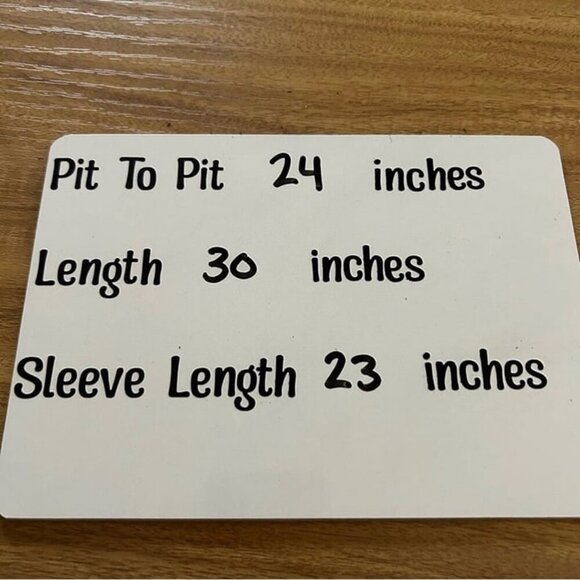 Pit To Pit 24 inches
Length 30 inches
Sleeve Length 23 inches